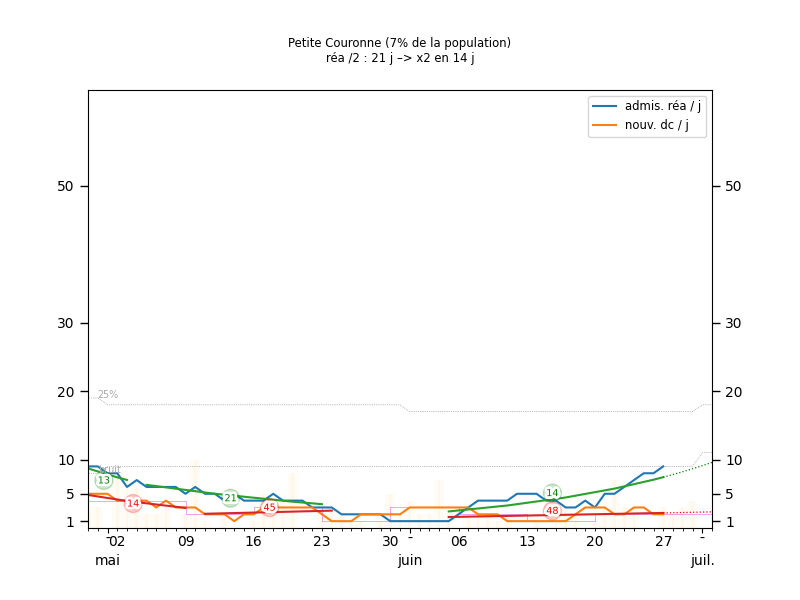 Petite Couronne (7% de la population)
réa /2 : 21 j –> x2 en 14 j
admis. réa / j
nouv. dc / j
50 50
30 30
25%
20 20
bruit
10 10
13 21 14
5 5
14 45 48
1 1
02 09 16 23 30 - 06 13 20 27 -
mai juin juil.